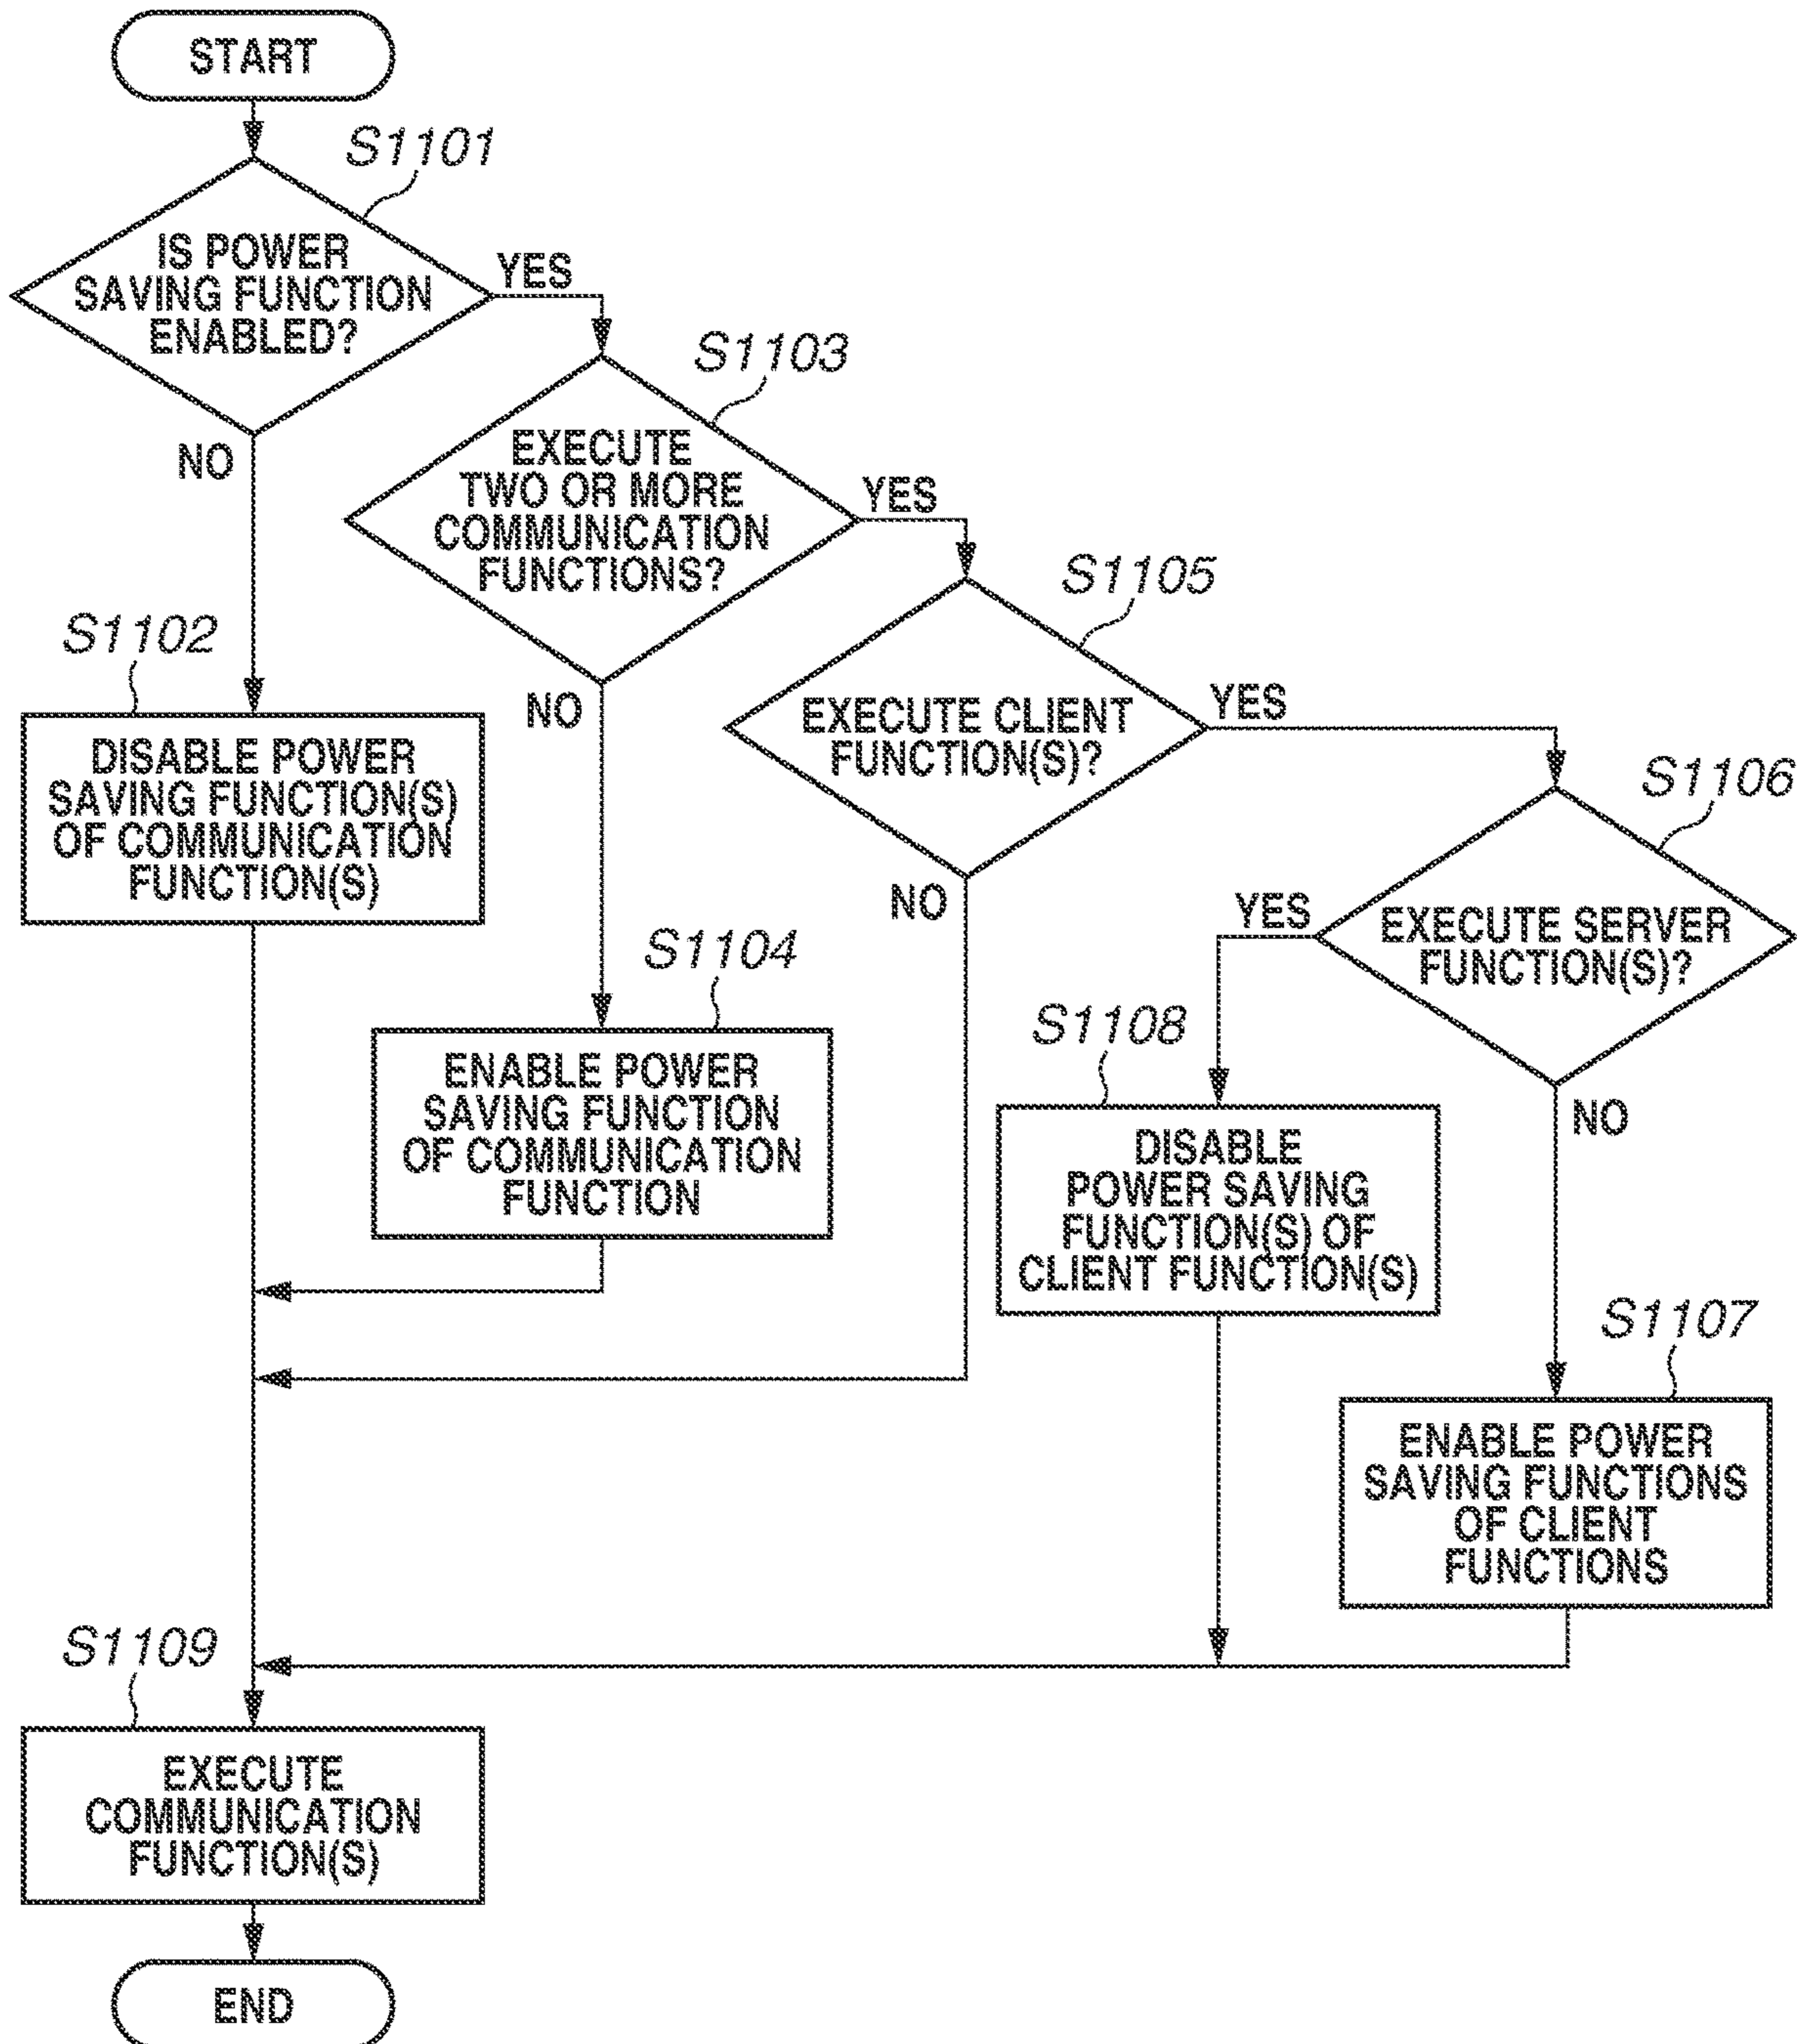 START
S1101
IS POWER
SAVING FUNCTION
ENABLED?
YES
NO
S1103
EXECUTE
TWO OR MORE
COMMUNICATION
FUNCTIONS?
YES
NO
S1105
EXECUTE CLIENT
FUNCTION(S)?
YES
NO
S1102
DISABLE POWER
SAVING FUNCTION(S)
OF COMMUNICATION
FUNCTION(S)
S1106
EXECUTE SERVER
FUNCTION(S)?
YES
NO
S1104
ENABLE POWER
SAVING FUNCTION
OF COMMUNICATION
FUNCTION
S1108
DISABLE
POWER SAVING
FUNCTION(S) OF
CLIENT FUNCTION(S)
S1107
ENABLE POWER
SAVING FUNCTIONS
OF CLIENT
FUNCTIONS
S1109
EXECUTE
COMMUNICATION
FUNCTION(S)
END